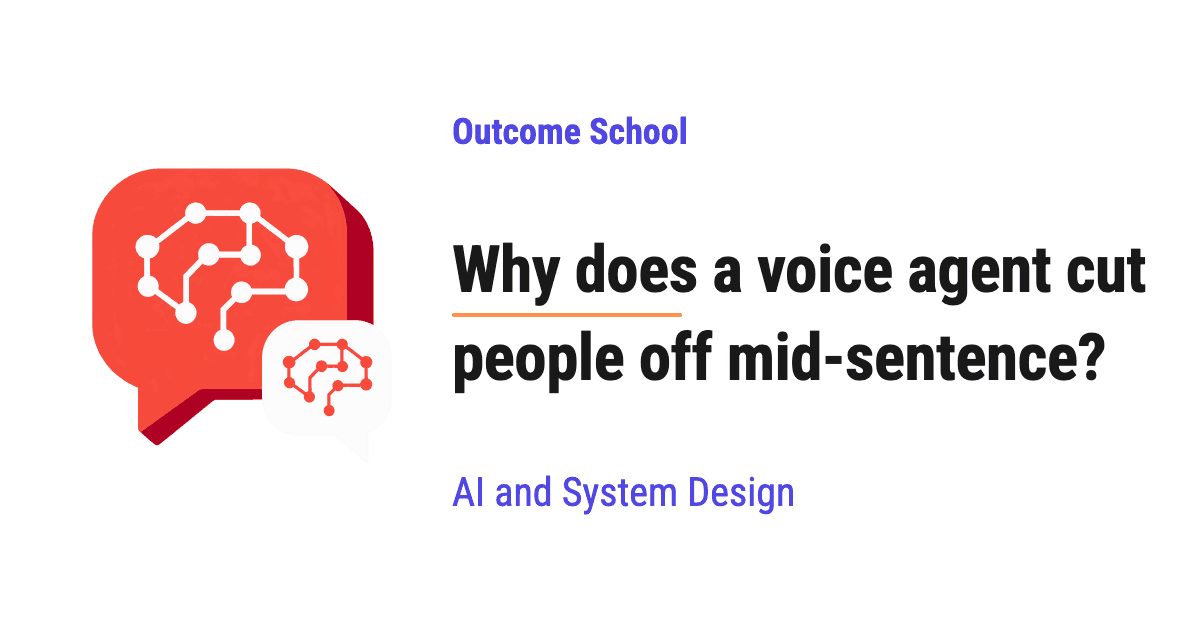 Outcome School
Why does a voice agent cut
people off mid-sentence?
AI and System Design